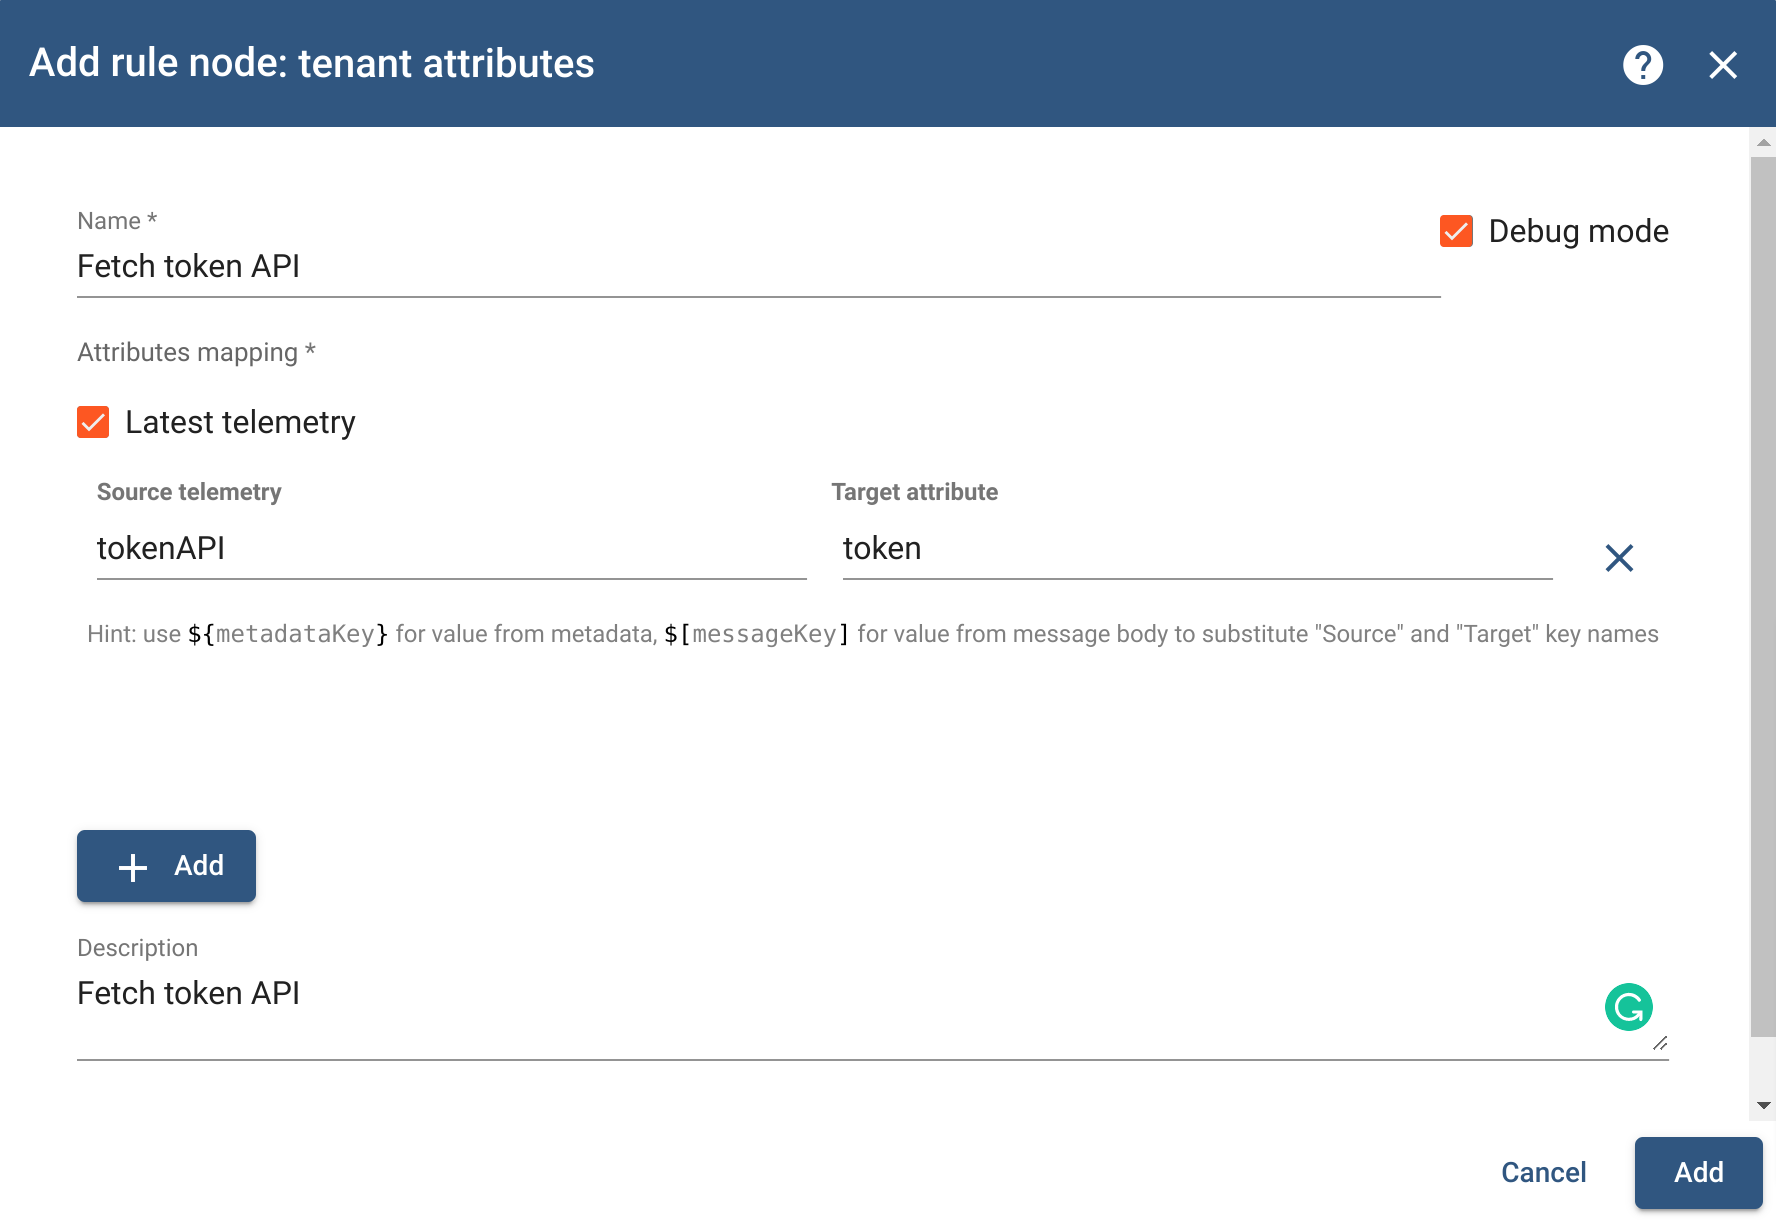 Add rule node: tenant attributes
?
Name *
Debug mode
Fetch token API
Attributes mapping *
Latest telemetry
Source telemetry Target attribute
tokenAPI token
Hint: use ${metadataKey} for value from metadata, $[messageKey] for value from message body to substitute "Source" and "Target" key names
Add
Description
Fetch token API
Cancel Add